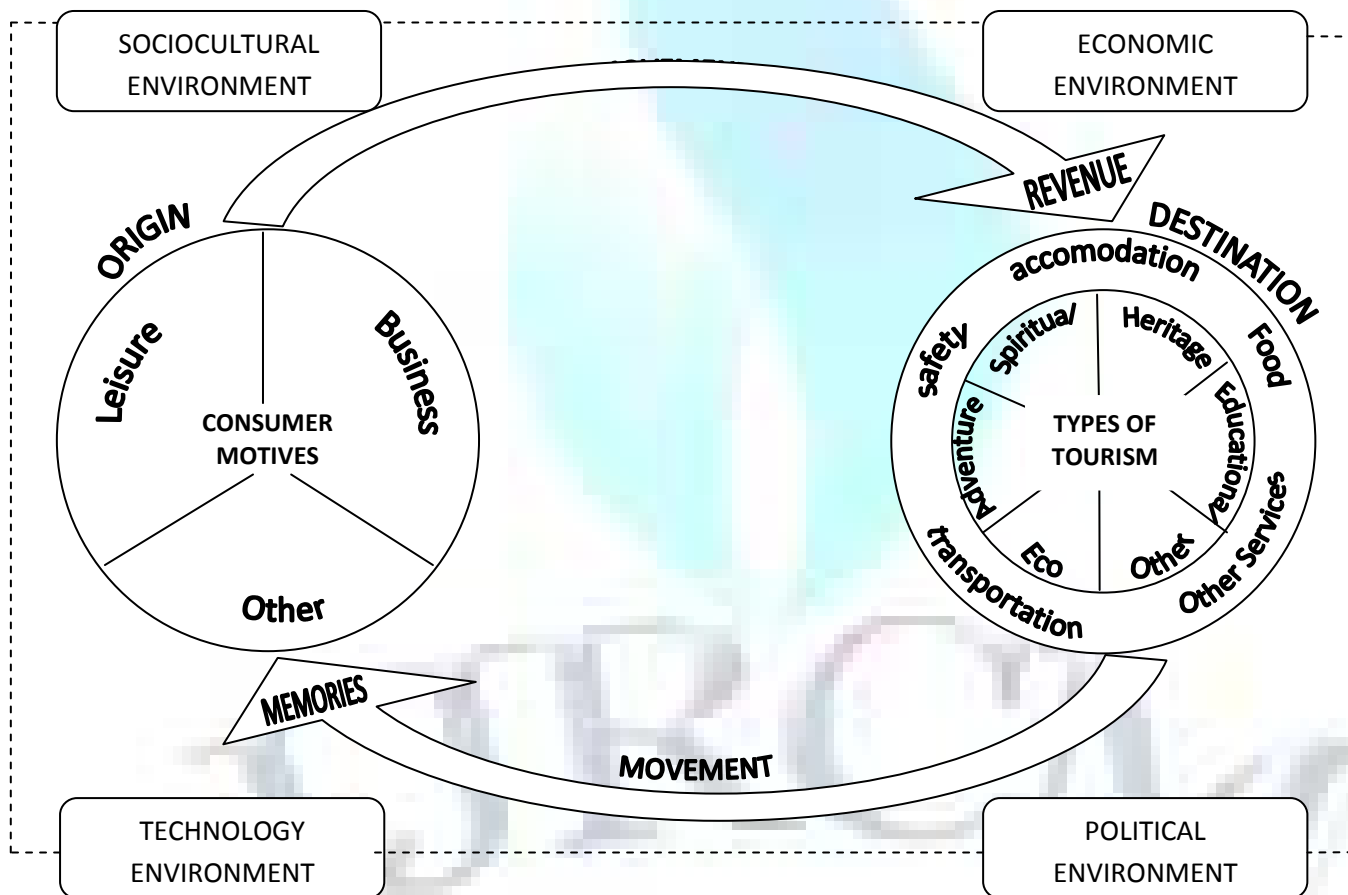 SOCIOCULTURAL
ENVIRONMENT
ECONOMIC
ENVIRONMENT
REVENUE
ORIGIN
DESTINATION
Leisure
Business
Other
CONSUMER
MOTIVES
accomodation
safety
Food
transportation
Other Services
Spiritual
Heritage
Adventure
Educational
Eco
Other
TYPES OF
TOURISM
MEMORIES
MOVEMENT
TECHNOLOGY
ENVIRONMENT
POLITICAL
ENVIRONMENT